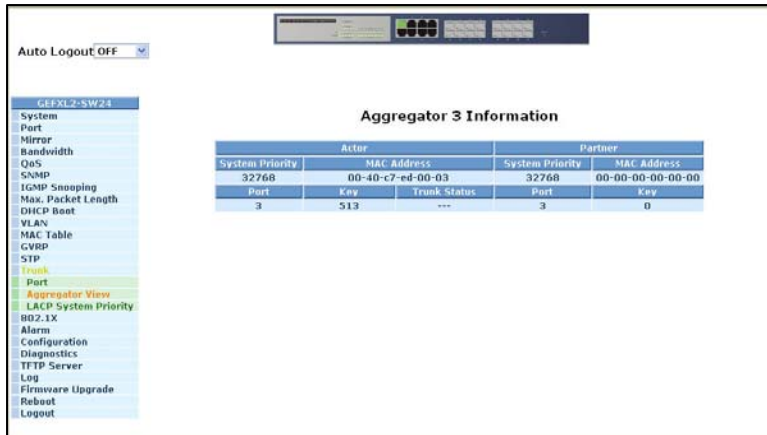 Auto Logout OFF
GEFXL2-SW24
System
Port
Mirror
Bandwidth
QoS
SNMP
IGMP Snooping
Max. Packet Length
DHCP Boot
VLAN
MAC Table
GVRP
STP
Trunk
Port
Aggregator View
LACP System Priority
802.1X
Alarm
Configuration
Diagnostics
TFTP Server
Log
Firmware Upgrade
Reboot
Logout
Aggregator 3 Information
Actor Partner
System Priority MAC Address System Priority MAC Address
32768 00-40-c7-ed-00-03 32768 00-00-00-00-00-00
Port Key Trunk Status Port Key
3 513 --- 3 0